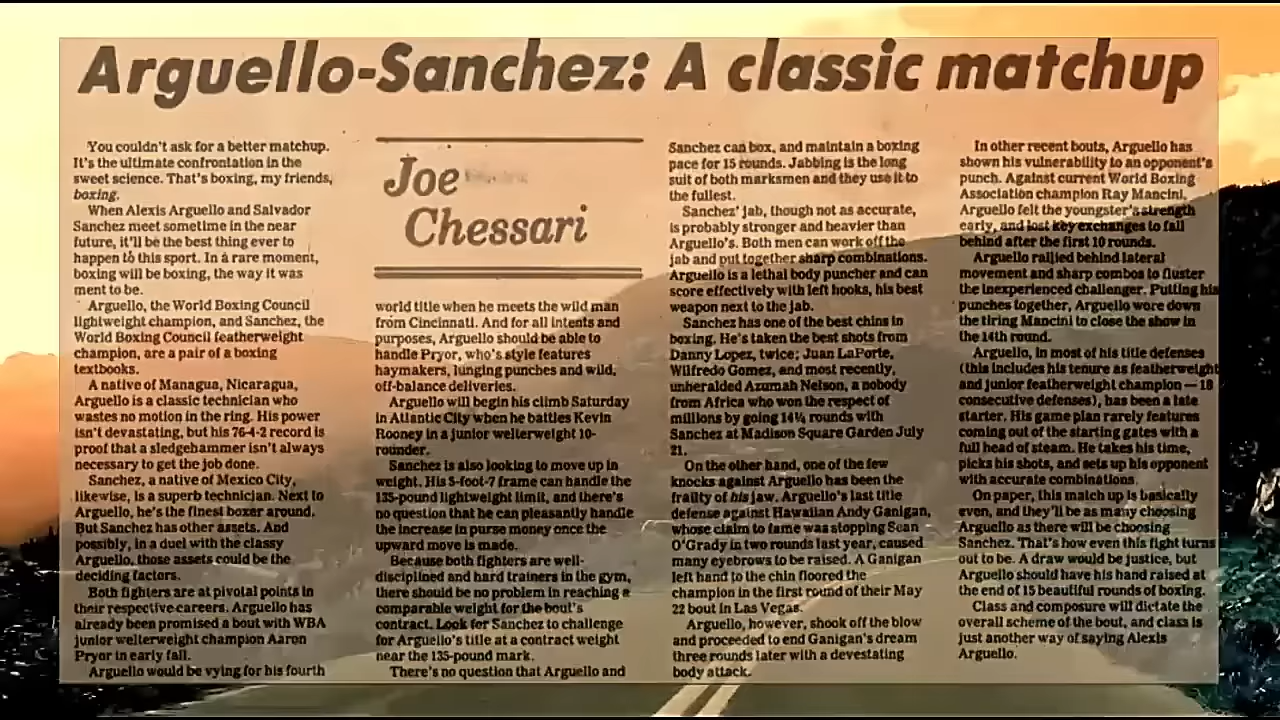 Arguello-Sanchez: A classic matchup
You couldn't ask for a better matchup.
It's the ultimate confrontation in the
sweet science. That's boxing, my friends,
boxing.
When Alexis Arguello and Salvador
Sanchez meet sometime in the near
future, it'll be the best thing ever to
happen to this sport. In a rare moment,
boxing will be boxing, the way it was
ment to be.
Arguello, the World Boxing Council
lightweight champion, and Sanchez, the
World Boxing Council featherweight
champion, are a pair of a boxing
textbooks.
A native of Managua, Nicaragua,
Arguello is a classic technician who
wastes no motion in the ring. His power
isn't devastating, but his 76-4-2 record is
proof that a sledgehammer isn't always
necessary to get the job done.
Sanchez, a native of Mexico City,
likewise, is a superb technician. Next to
Arguello, he's the finest boxer around.
But Sanchez has other assets. And
possibly, in a duel with the classy
Arguello, those assets could be the
deciding factors.
Both fighters are at pivotal points in
their respective careers. Arguello has
already been promised a bout with WBA
junior welterweight champion Aaron
Pryor in early fall.
Arguello would be vying for his fourth
Joe
Chessari
world title when he meets the wild man
from Cincinnati. And for all intents and
purposes, Arguello should be able to
handle Pryor, who's style features
haymakers, lunging punches and wild,
off-balance deliveries.
Arguello will begin his climb Saturday
in Atlantic City when he battles Kevin
Rooney in a junior welterweight 10-
rounder.
Sanchez is also looking to move up in
weight. His 5-foot-7 frame can handle the
135-pound lightweight limit, and there's
no question that he can pleasantly handle
the increase in purse money once the
upward move is made.
Because both fighters are well-
disciplined and hard trainers in the gym,
there should be no problem in reaching a
comparable weight for the bout's
contract. Look for Sanchez to challenge
for Arguello's title at a contract weight
near the 135-pound mark.
There's no question that Arguello and
Sanchez can box, and maintain a boxing
pace for 15 rounds. Jabbing is the long
suit of both marksmen and they use it to
the fullest.
Sanchez' jab, though not as accurate,
is probably stronger and heavier than
Arguello's. Both men can work off the
jab and put together sharp combinations.
Arguello is a lethal body puncher and can
score effectively with left hooks, his best
weapon next to the jab.
Sanchez has one of the best chins in
boxing. He's taken the best shots from
Danny Lopez, twice; Juan LaPorte,
Wilfredo Gomez, and most recently,
unheralded Azumah Nelson, a nobody
from Africa who won the respect of
millions by going 14¼ rounds with
Sanchez at Madison Square Garden July
21.
On the other hand, one of the few
knocks against Arguello has been the
frailty of his jaw. Arguello's last title
defense against Hawaiian Andy Ganigan,
whose claim to fame was stopping Sean
O'Grady in two rounds last year, caused
many eyebrows to be raised. A Ganigan
left hand to the chin floored the
champion in the first round of their May
22 bout in Las Vegas.
Arguello, however, shook off the blow
and proceeded to end Ganigan's dream
three rounds later with a devestating
body attack.
In other recent bouts, Arguello has
shown his vulnerability to an opponent's
punch. Against current World Boxing
Association champion Ray Mancini,
Arguello felt the youngster's strength
early, and lost key exchanges to fall
behind after the first 10 rounds.
Arguello rallied behind lateral
movement and sharp combos to fluster
the inexperienced challenger. Putting his
punches together, Arguello wore down
the tiring Mancini to close the show in
the 14th round.
Arguello, in most of his title defenses
(this includes his tenure as featherweight
and junior featherweight champion — 18
consecutive defenses), has been a late
starter. His game plan rarely features
coming out of the starting gates with a
full head of steam. He takes his time,
picks his shots, and sets up his opponent
with accurate combinations.
On paper, this match up is basically
even, and they'll be as many choosing
Arguello as there will be choosing
Sanchez. That's how even this fight turns
out to be. A draw would be justice, but
Arguello should have his hand raised at
the end of 15 beautiful rounds of boxing.
Class and composure will dictate the
overall scheme of the bout, and class is
just another way of saying Alexis
Arguello.